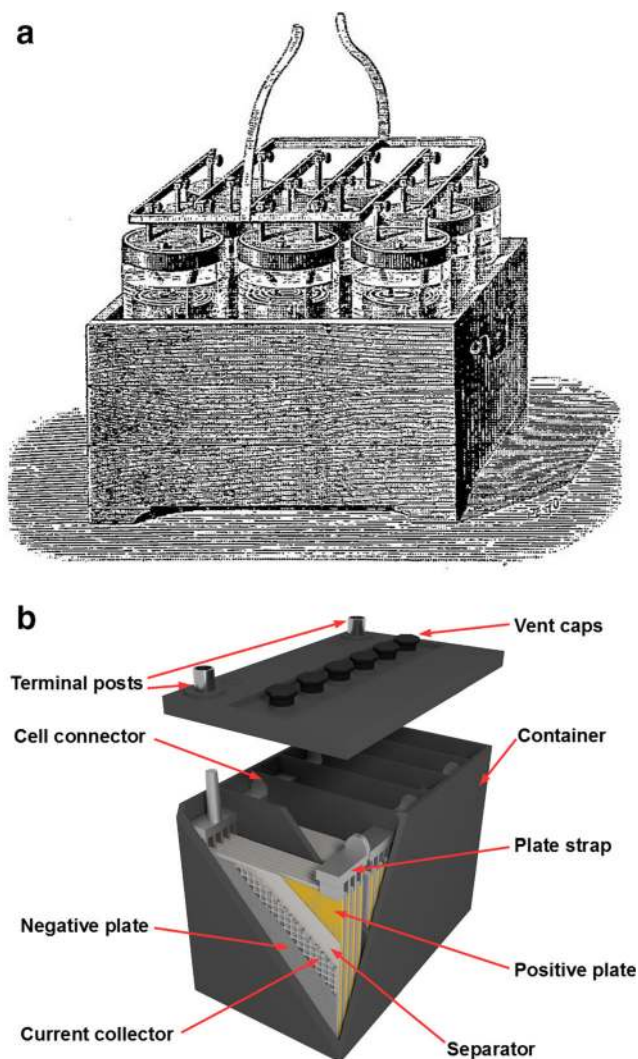 a
b
Vent caps
Terminal posts
Cell connector
Container
Plate strap
Negative plate
Positive plate
Current collector
Separator